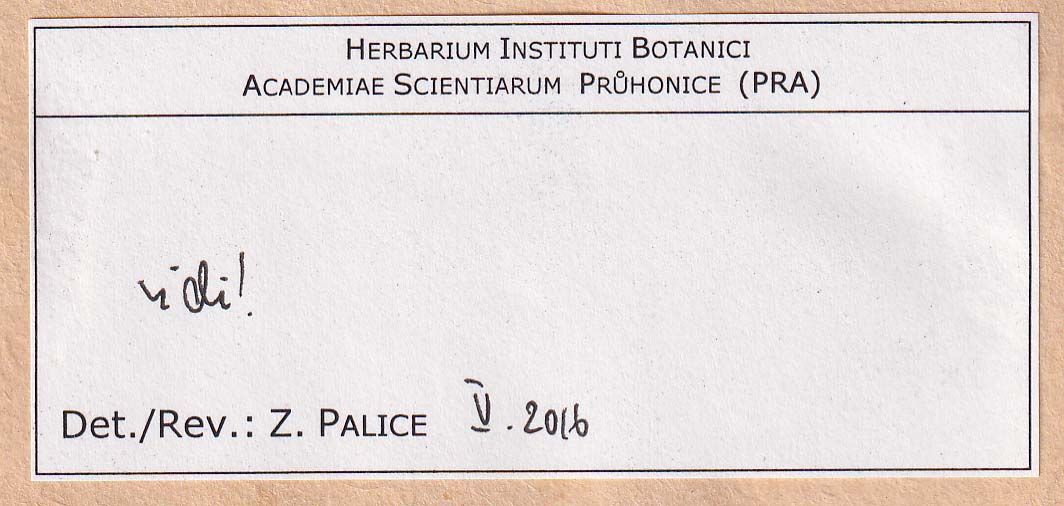 HERBARIUM INSTITUTI BOTANICI
ACADEMIAE SCIENTIARUM PRŮHONICE (PRA)
vidi!
Det./Rev.: Z. PALICE V. 2016